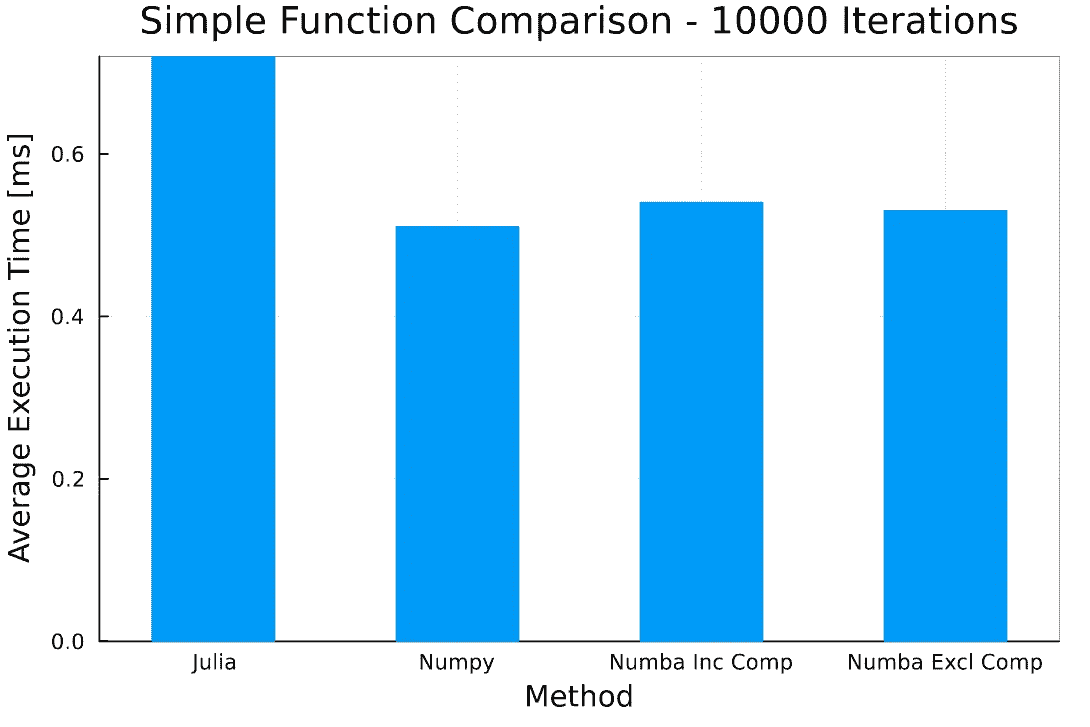 Simple Function Comparison - 10000 Iterations
Average Execution Time [ms]
0.6
0.4
0.2
0.0
Julia Numpy Numba Inc Comp Numba Excl Comp
Method